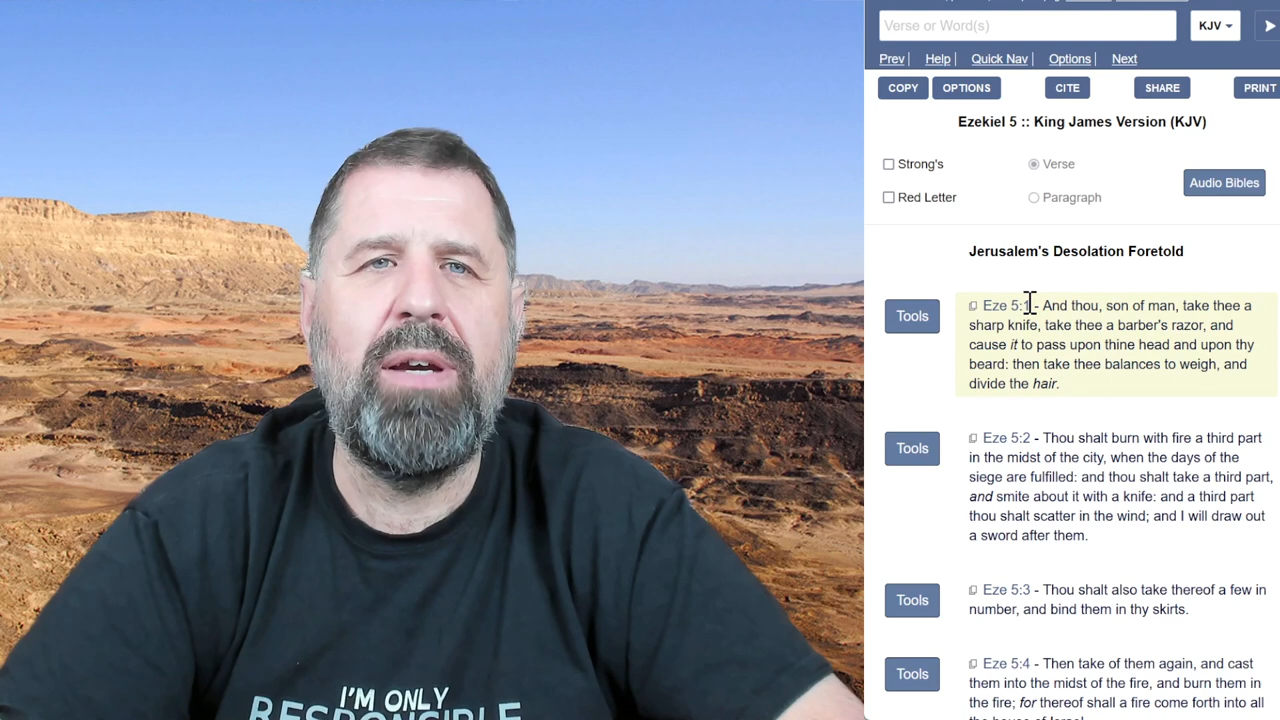 Verse or Word(s)
KJV
Prev | Help | Quick Nav | Options | Next
COPY OPTIONS CITE SHARE PRINT
Ezekiel 5 :: King James Version (KJV)
Strong's Verse
Audio Bibles
Red Letter Paragraph
Jerusalem's Desolation Foretold
Tools
Eze 5:1 - And thou, son of man, take thee a
sharp knife, take thee a barber's razor, and
cause it to pass upon thine head and upon thy
beard: then take thee balances to weigh, and
divide the hair.
Tools
Eze 5:2 - Thou shalt burn with fire a third part
in the midst of the city, when the days of the
siege are fulfilled: and thou shalt take a third part,
and smite about it with a knife: and a third part
thou shalt scatter in the wind; and I will draw out
a sword after them.
Tools
Eze 5:3 - Thou shalt also take thereof a few in
number, and bind them in thy skirts.
Tools
Eze 5:4 - Then take of them again, and cast
them into the midst of the fire, and burn them in
the fire; for thereof shall a fire come forth into all
the house of Israel.
I'M ONLY
RESPONSIBLE